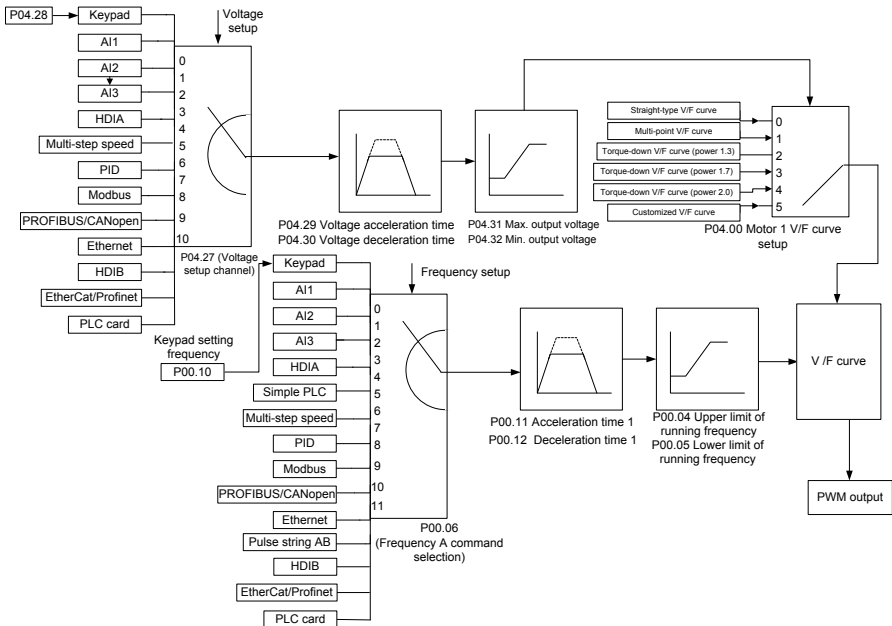 P04.28
Keypad
AI1
AI2
AI3
HDIA
Multi-step speed
PID
Modbus
PROFIBUS/CANopen
Ethernet
HDIB
EtherCat/Profinet
PLC card
Voltage
setup
0
1
2
3
4
5
6
7
8
9
10
P04.27 (Voltage
setup channel)
P04.29 Voltage acceleration time
P04.30 Voltage deceleration time
P04.31 Max. output voltage
P04.32 Min. output voltage
Straight-type V/F curve
Multi-point V/F curve
Torque-down V/F curve (power 1.3)
Torque-down V/F curve (power 1.7)
Torque-down V/F curve (power 2.0)
Customized V/F curve
0
1
2
3
4
5
P04.00 Motor 1 V/F curve
setup
Keypad setting
frequency
P00.10
Keypad
AI1
AI2
AI3
HDIA
Simple PLC
Multi-step speed
PID
Modbus
PROFIBUS/CANopen
Ethernet
Pulse string AB
HDIB
EtherCat/Profinet
PLC card
Frequency setup
0
1
2
3
4
5
6
7
8
9
10
11
P00.06
(Frequency A command
selection)
P00.11 Acceleration time 1
P00.12 Deceleration time 1
P00.04 Upper limit of
running frequency
P00.05 Lower limit of
running frequency
V /F curve
PWM output